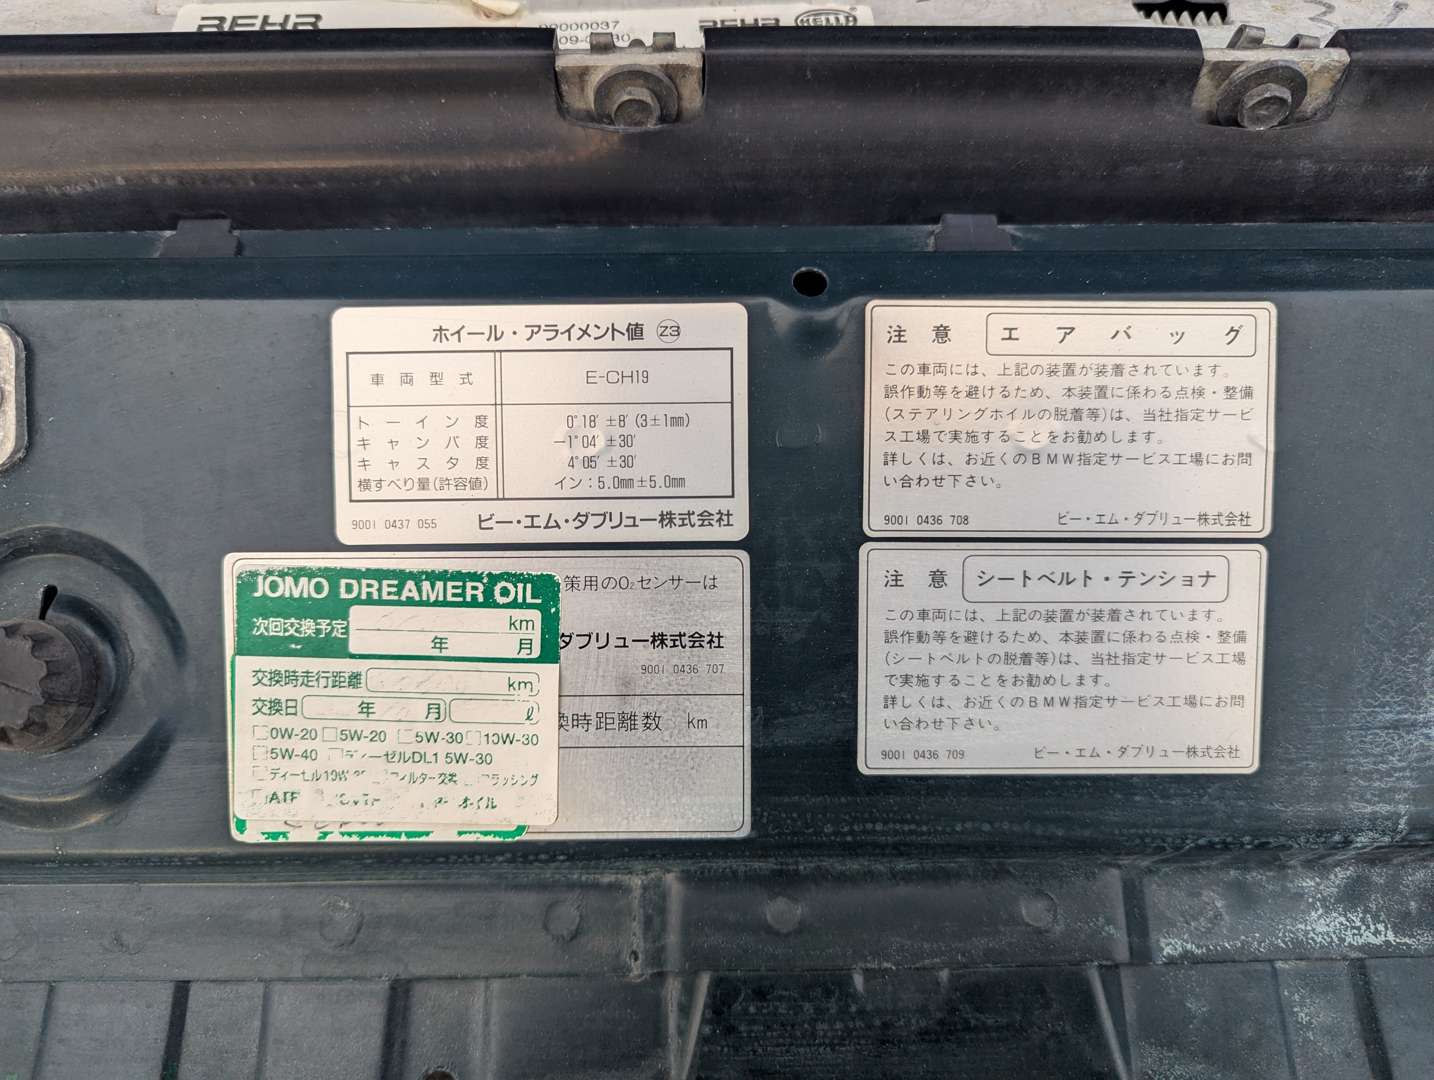 BEHR
00000037
BEHR
HELLA
ホイール・アライメント値 Z3
車両型式 E-CH19
トーイン度 0°18′ ±8′ (3±1mm)
キャンバ度 −1°04′ ±30′
キャスタ度 4°05′ ±30′
横すべり量(許容値) イン：5.0mm±5.0mm
9001 0437 055 ビー・エム・ダブリュー株式会社
注意 エアバッグ
この車両には、上記の装置が装着されています。
誤作動等を避けるため、本装置に係わる点検・整備
(ステアリングホイルの脱着等)は、当社指定サービ
ス工場で実施することをお勧めします。
詳しくは、お近くのBMW指定サービス工場にお問
い合わせ下さい。
9001 0436 708 ビー・エム・ダブリュー株式会社
策用のO₂センサーは
ダブリュー株式会社
9001 0436 707
換時距離数 km
JOMO DREAMER OIL
次回交換予定 km
年 月
交換時走行距離 km
交換日 年 月 ℓ
□0W-20 □5W-20 □5W-30 □10W-30
□5W-40 □ディーゼルDL1 5W-30
□ATF
注意 シートベルト・テンショナ
この車両には、上記の装置が装着されています。
誤作動等を避けるため、本装置に係わる点検・整備
(シートベルトの脱着等)は、当社指定サービス工場
で実施することをお勧めします。
詳しくは、お近くのBMW指定サービス工場にお問
い合わせ下さい。
9001 0436 709 ビー・エム・ダブリュー株式会社